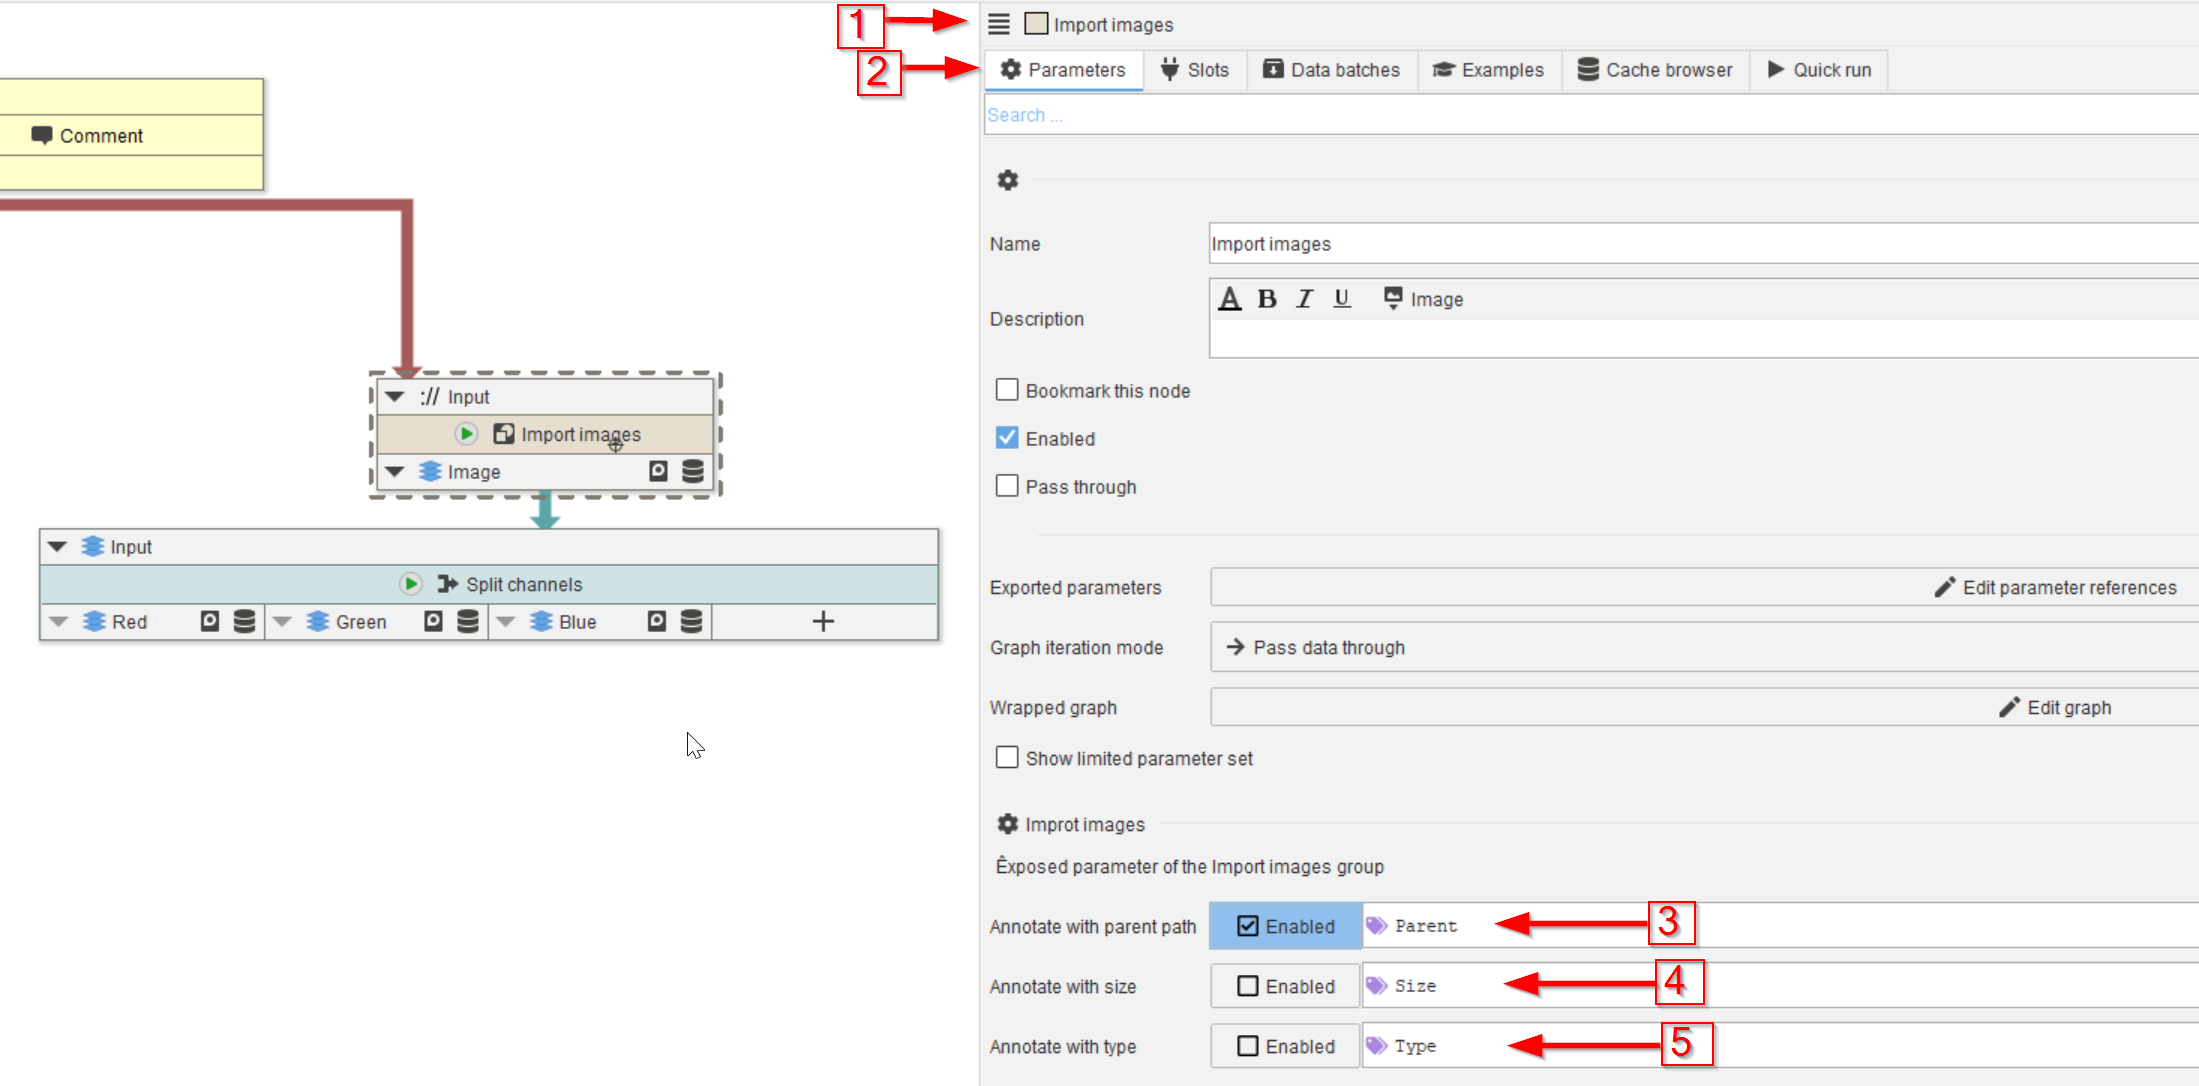 Comment
:// Input
Import images
Image
Input
Split channels
Red Green Blue +
1 Import images
2 Parameters Slots Data batches Examples Cache browser Quick run
Search ...
Name Import images
A B I U Image
Description
Bookmark this node
Enabled
Pass through
Exported parameters Edit parameter references
Graph iteration mode Pass data through
Wrapped graph Edit graph
Show limited parameter set
Improt images
Êxposed parameter of the Import images group
Annotate with parent path Enabled Parent 3
Annotate with size Enabled Size 4
Annotate with type Enabled Type 5